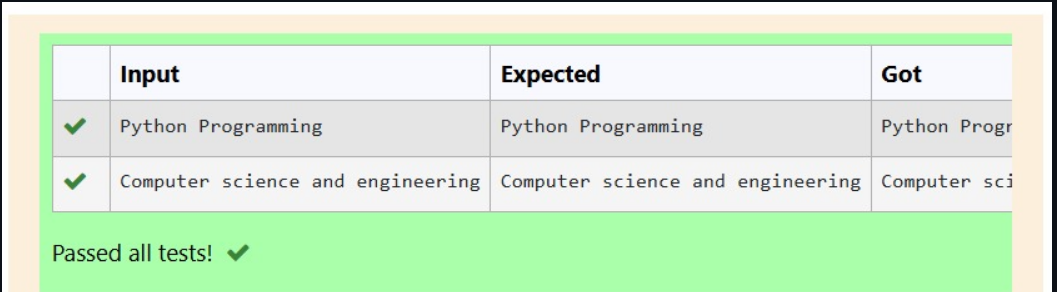 Input Expected Got
Python Programming Python Programming Python Progr
Computer science and engineering Computer science and engineering Computer sci
Passed all tests!